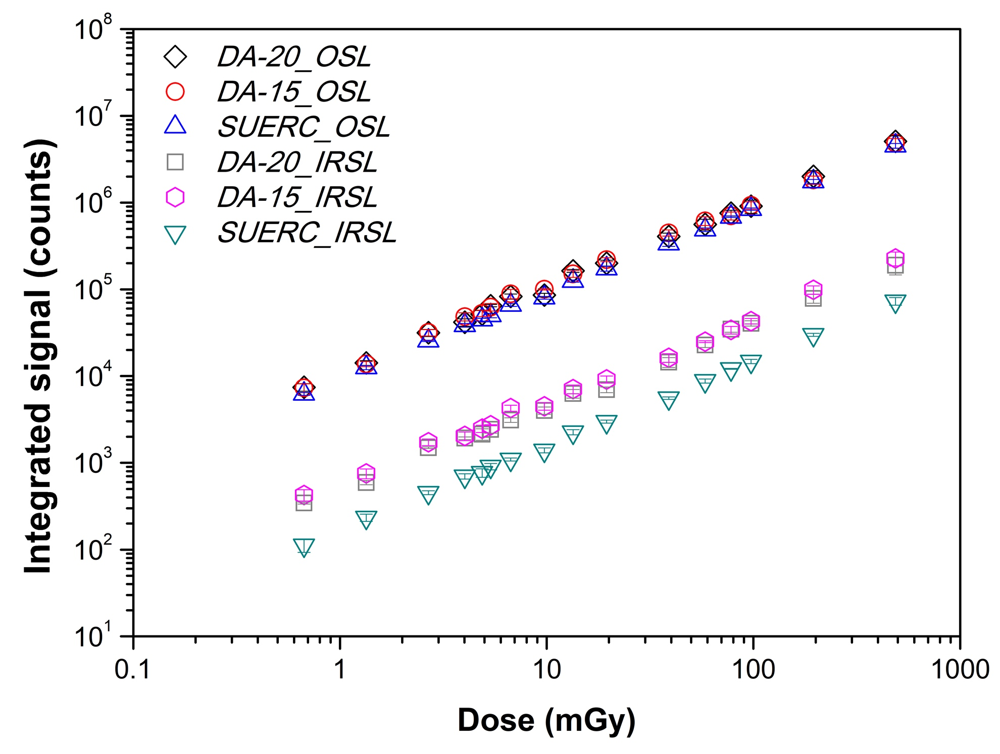 10^8
10^7
10^6
10^5
10^4
10^3
10^2
10^1
Integrated signal (counts)
DA-20_OSL
DA-15_OSL
SUERC_OSL
DA-20_IRSL
DA-15_IRSL
SUERC_IRSL
0.1 1 10 100 1000
Dose (mGy)